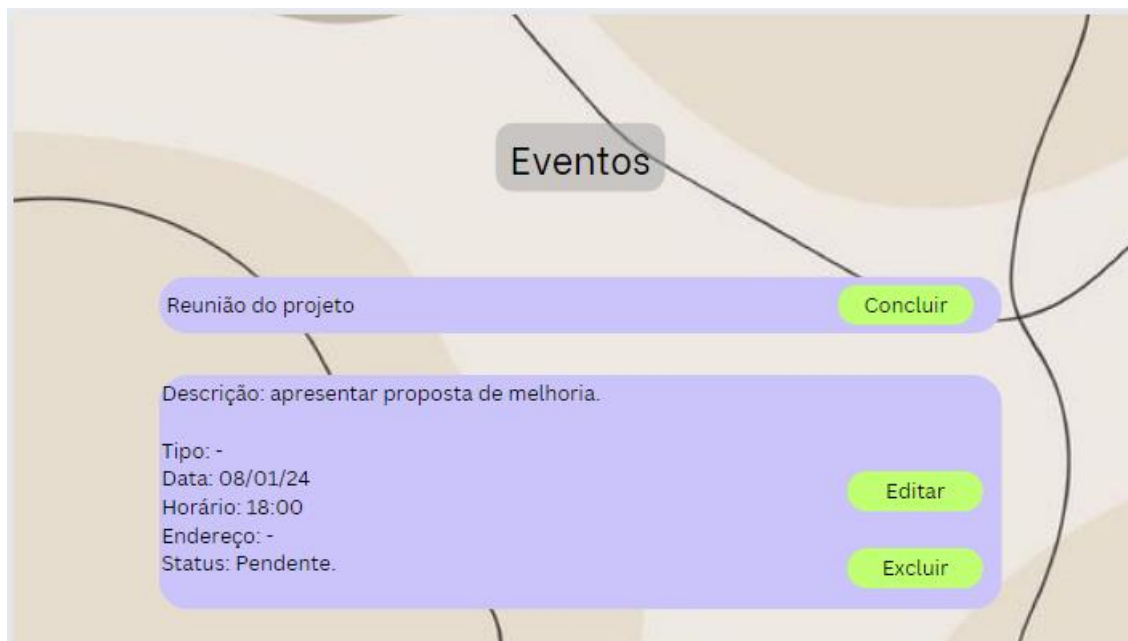 Eventos
Reunião do projeto
Concluir
Descrição: apresentar proposta de melhoria.
Tipo: -
Data: 08/01/24
Horário: 18:00
Endereço: -
Status: Pendente.
Editar
Excluir